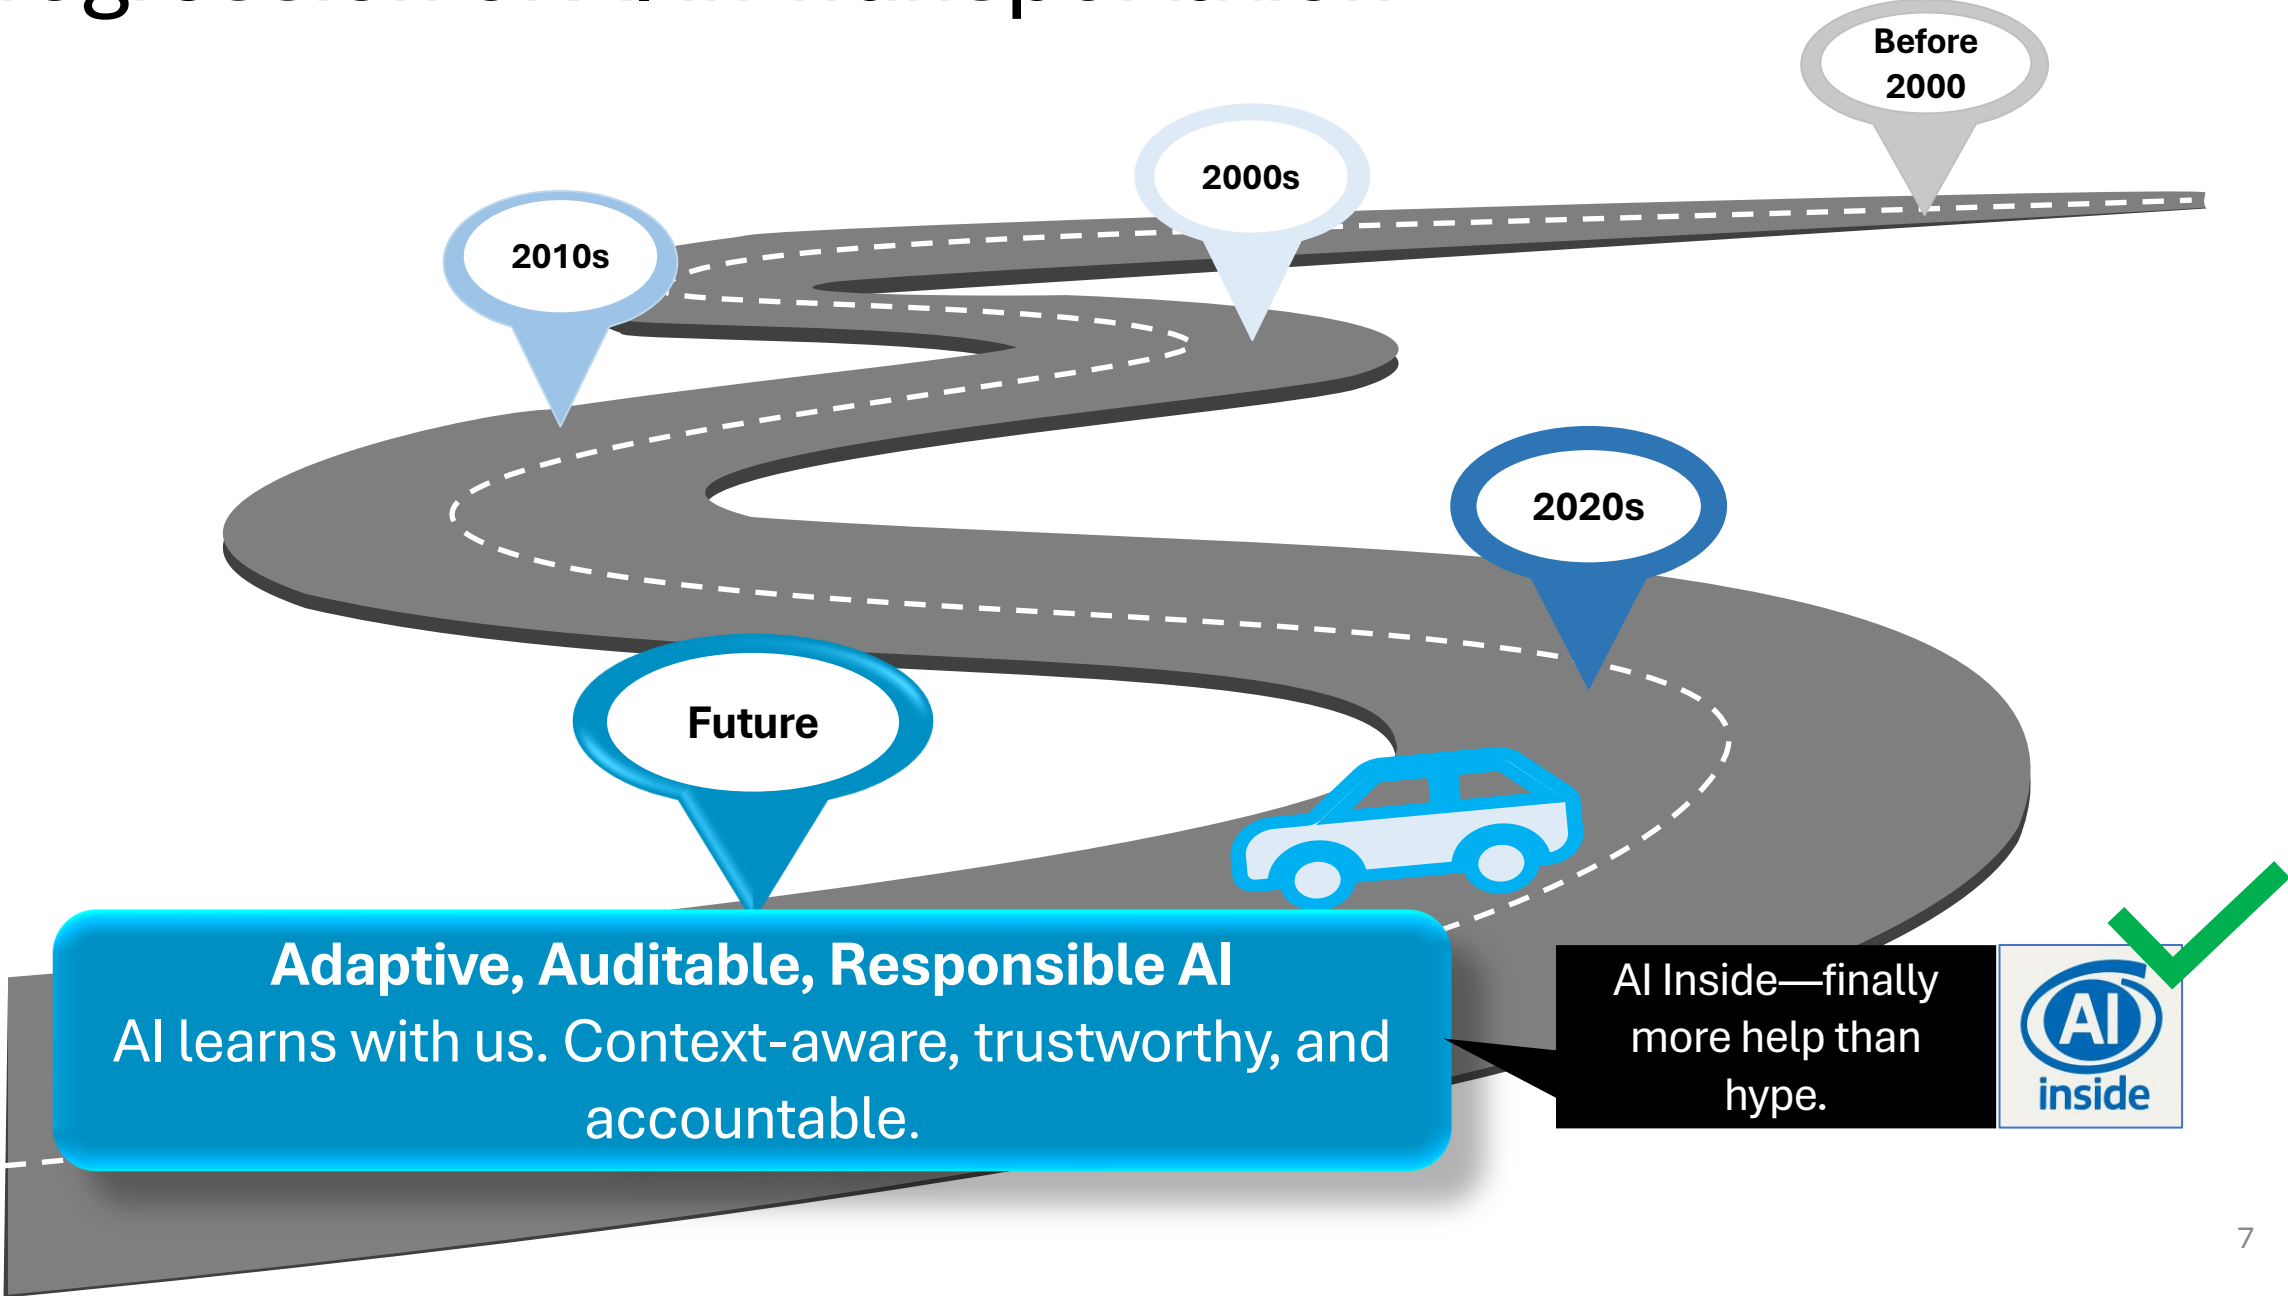 Before
2000
2000s
2010s
2020s
Future
Adaptive, Auditable, Responsible AI
AI learns with us. Context-aware, trustworthy, and
accountable.
AI Inside—finally
more help than
hype.
AI
inside
7